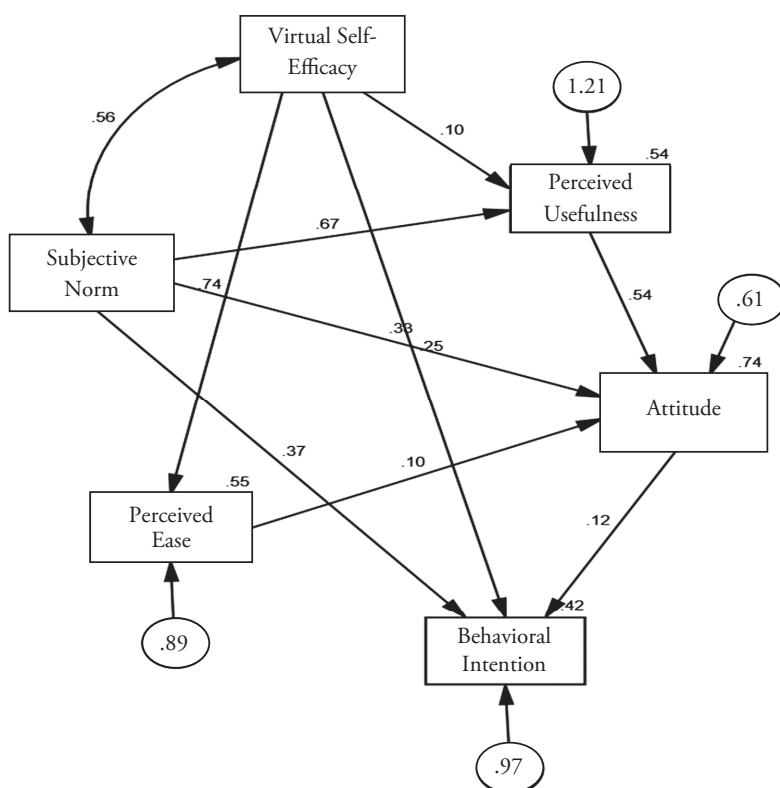 Virtual Self-
Efficacy
1.21
.56
.10
.54
Perceived
Usefulness
.67
Subjective
Norm
.74
.54
.61
.33
.25
.74
Attitude
.37
.10
.55
Perceived
Ease
.12
.42
.89
Behavioral
Intention
.97